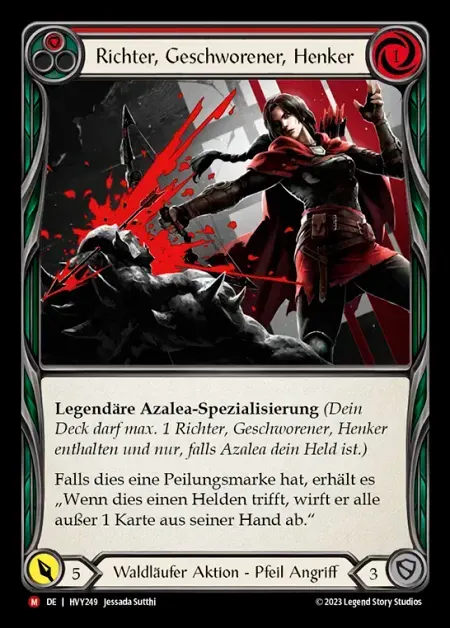 Richter, Geschworener, Henker
1
Legendäre Azalea-Spezialisierung (Dein
Deck darf max. 1 Richter, Geschworener, Henker
enthalten und nur, falls Azalea dein Held ist.)
Falls dies eine Peilungsmarke hat, erhält es
„Wenn dies einen Helden trifft, wirft er alle
außer 1 Karte aus seiner Hand ab.“
5
Waldläufer Aktion - Pfeil Angriff
3
M DE | HVY249 Jessada Sutthi
© 2023 Legend Story Studios